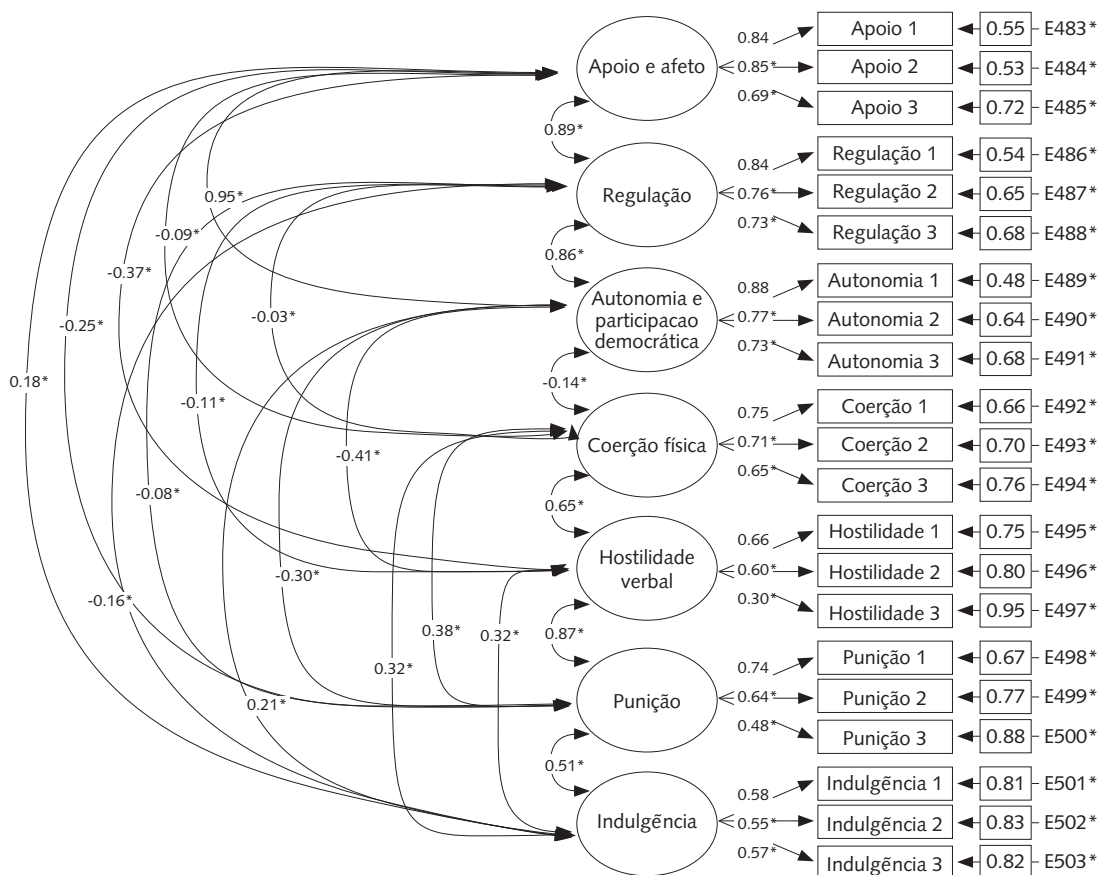 0.84
Apoio 1
0.55
E483*
Apoio e afeto
0.85*
Apoio 2
0.53
E484*
0.69*
Apoio 3
0.72
E485*
0.89*
0.84
Regulação 1
0.54
E486*
Regulação
0.76*
Regulação 2
0.65
E487*
0.73*
Regulação 3
0.68
E488*
0.95*
-0.09*
0.86*
-0.37*
0.88
Autonomia 1
0.48
E489*
Autonomia e
participacao
democrática
0.77*
Autonomia 2
0.64
E490*
0.73*
Autonomia 3
0.68
E491*
-0.03*
-0.25*
0.18*
-0.14*
-0.11*
0.75
Coerção 1
0.66
E492*
Coerção física
0.71*
Coerção 2
0.70
E493*
0.65*
Coerção 3
0.76
E494*
-0.41*
-0.08*
0.65*
0.66
Hostilidade 1
0.75
E495*
Hostilidade
verbal
0.60*
Hostilidade 2
0.80
E496*
0.30*
Hostilidade 3
0.95
E497*
-0.30*
-0.16*
0.38*
0.32*
0.87*
0.32*
0.74
Punição 1
0.67
E498*
Punição
0.64*
Punição 2
0.77
E499*
0.48*
Punição 3
0.88
E500*
0.21*
0.51*
0.58
Indulgẽncia 1
0.81
E501*
Indulgẽncia
0.55*
Indulgẽncia 2
0.83
E502*
0.57*
Indulgẽncia 3
0.82
E503*